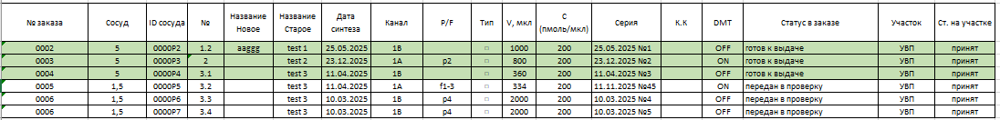 № заказа Сосуд ID сосуда № Название Новое Название Старое Дата синтеза Канал P/F Тип V, мкл C (пмоль/мкл) Серия К.К DMT Статус в заказе Участок Ст. на участке
0002 5 0000P2 1.2 aaggg test 1 25.05.2025 1B 1000 200 25.05.2025 №1 OFF готов к выдаче УВП принят
0003 5 0000P3 2 test 2 23.12.2025 1A p2 800 200 23.12.2025 №2 ON готов к выдаче УВП принят
0004 5 0000P4 3.1 test 3 11.04.2025 1B 360 200 11.04.2025 №3 OFF готов к выдаче УВП принят
0005 1,5 0000P5 3.2 test 3 11.04.2025 1A f1-3 334 200 11.11.2025 №45 ON передан в проверку УВП принят
0006 1,5 0000P6 3.3 test 3 10.03.2025 1B p4 2000 200 10.03.2025 №4 OFF передан в проверку УВП принят
0006 1,5 0000P7 3.4 test 3 10.03.2025 1B p4 2000 200 10.03.2025 №5 OFF передан в проверку УВП принят